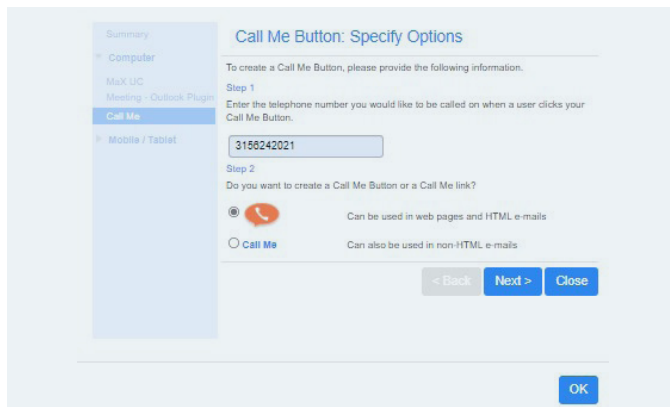 Summary
Computer
MaX UC
Meeting - Outlook Plugin
Call Me
Mobile / Tablet
Call Me Button: Specify Options
To create a Call Me Button, please provide the following information.
Step 1
Enter the telephone number you would like to be called on when a user clicks your
Call Me Button.
3156242021
Step 2
Do you want to create a Call Me Button or a Call Me link?
Can be used in web pages and HTML e-mails
Call Me
Can also be used in non-HTML e-mails
< Back
Next >
Close
OK